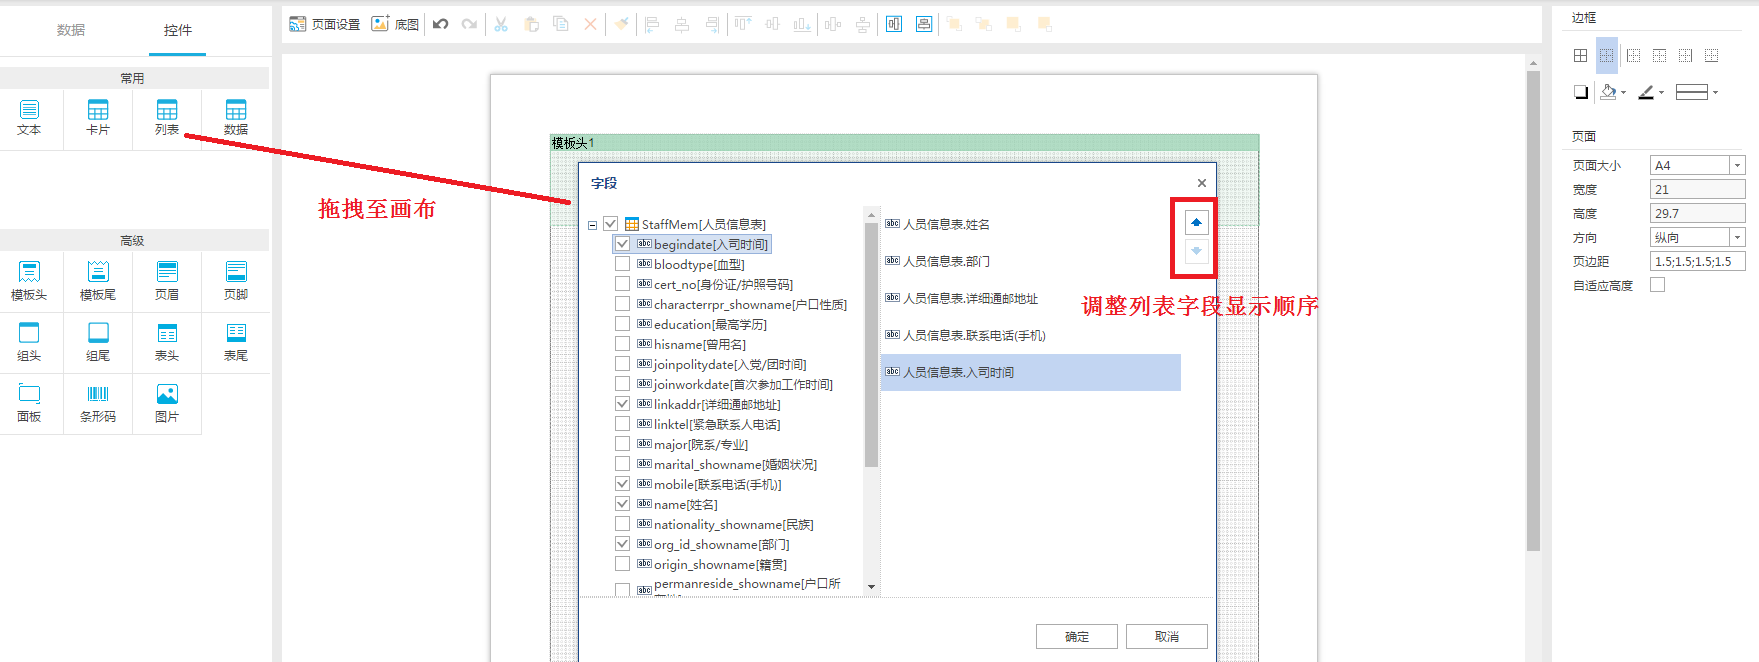 数据
控件
常用
文本
卡片
列表
数据
高级
模板头
模板尾
页眉
页脚
组头
组尾
表头
表尾
面板
条形码
图片
页面设置
底图
拖拽至画布
模板头1
字段
StaffMem[人员信息表]
begindate[入司时间]
bloodtype[血型]
cert_no[身份证/护照号码]
characterrpr_showname[户口性质]
education[最高学历]
hisname[曾用名]
joinpolitydate[入党/团时间]
joinworkdate[首次参加工作时间]
linkaddr[详细通邮地址]
linktel[紧急联系人电话]
major[院系/专业]
marital_showname[婚姻状况]
mobile[联系电话(手机)]
name[姓名]
nationality_showname[民族]
org_id_showname[部门]
origin_showname[籍贯]
permanreside_showname[户口所
abc 人员信息表.姓名
abc 人员信息表.部门
abc 人员信息表.详细通邮地址
abc 人员信息表.联系电话(手机)
abc 人员信息表.入司时间
调整列表字段显示顺序
确定
取消
边框
页面
页面大小
A4
宽度
21
高度
29.7
方向
纵向
页边距
1.5;1.5;1.5;1.5
自适应高度